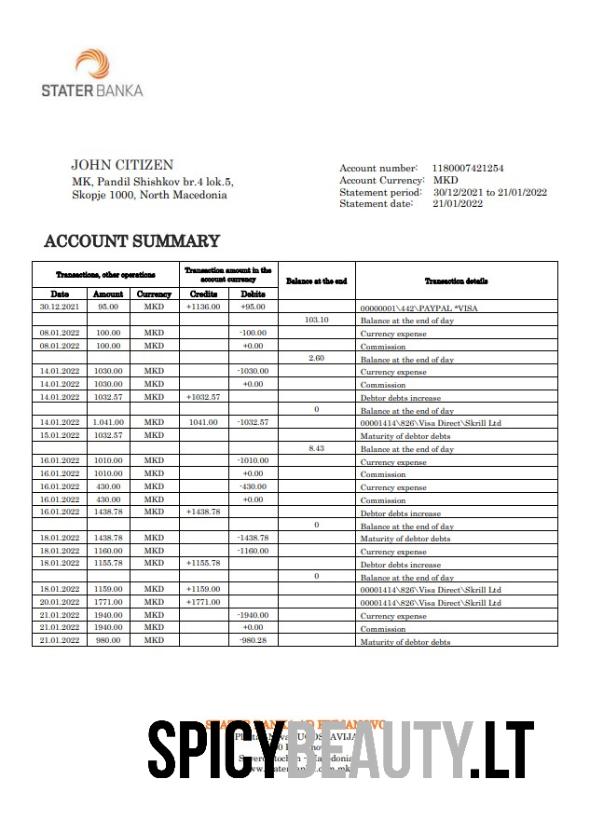 STATER BANKA
JOHN CITIZEN
MK, Pandil Shishkov br.4 lok.5,
Skopje 1000, North Macedonia
Account number: 1180007421254
Account Currency: MKD
Statement period: 30/12/2021 to 21/01/2022
Statement date: 21/01/2022
ACCOUNT SUMMARY
Transactions, other operations Transaction amount in the account currency Balance at the end Transaction details
Date Amount Currency Credits Debits
30.12.2021 95.00 MKD +1136.00 +95.00 00000001\442\PAYPAL *VISA
103.10 Balance at the end of day
08.01.2022 100.00 MKD -100.00 Currency expense
08.01.2022 100.00 MKD +0.00 Commission
2.60 Balance at the end of day
14.01.2022 1030.00 MKD -1030.00 Currency expense
14.01.2022 1030.00 MKD +0.00 Commission
14.01.2022 1032.57 MKD +1032.57 Debtor debts increase
0 Balance at the end of day
14.01.2022 1.041.00 MKD 1041.00 -1032.57 00001414\826\Visa Direct\Skrill Ltd
15.01.2022 1032.57 MKD Maturity of debtor debts
8.43 Balance at the end of day
16.01.2022 1010.00 MKD -1010.00 Currency expense
16.01.2022 1010.00 MKD +0.00 Commission
16.01.2022 430.00 MKD -430.00 Currency expense
16.01.2022 430.00 MKD +0.00 Commission
16.01.2022 1438.78 MKD +1438.78 Debtor debts increase
0 Balance at the end of day
18.01.2022 1438.78 MKD -1438.78 Maturity of debtor debts
18.01.2022 1160.00 MKD -1160.00 Currency expense
18.01.2022 1155.78 MKD +1155.78 Debtor debts increase
0 Balance at the end of day
18.01.2022 1159.00 MKD +1159.00 00001414\826\Visa Direct\Skrill Ltd
20.01.2022 1771.00 MKD +1771.00 00001414\826\Visa Direct\Skrill Ltd
21.01.2022 1940.00 MKD -1940.00 Currency expense
21.01.2022 1940.00 MKD +0.00 Commission
21.01.2022 980.00 MKD -980.28 Maturity of debtor debts
SPICYBEAUTY.LT